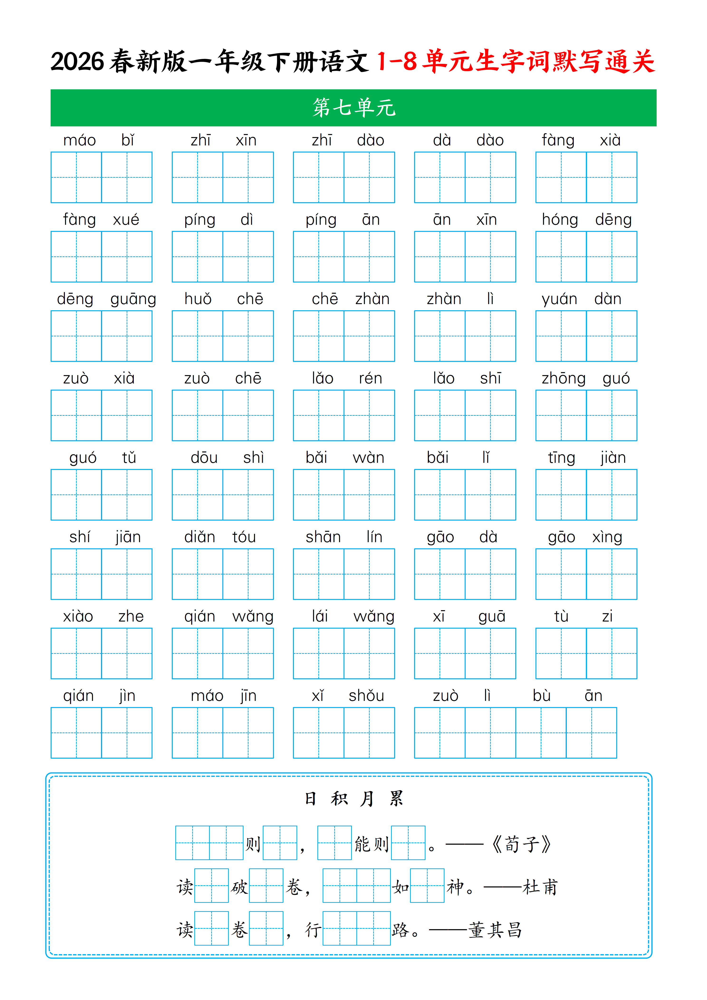 2026春新版一年级下册语文1-8单元生字词默写通关
第七单元
máo bǐ zhī xīn zhī dào dà dào fàng xià
fàng xué píng dì píng ān ān xīn hóng dēng
dēng guāng huǒ chē chē zhàn zhàn lì yuán dàn
zuò xià zuò chē lǎo rén lǎo shī zhōng guó
guó tǔ dōu shì bǎi wàn bǎi lǐ tīng jiàn
shí jiān diǎn tóu shān lín gāo dà gāo xìng
xiào zhe qián wǎng lái wǎng xī guā tù zi
qián jìn máo jīn xǐ shǒu zuò lì bù ān
日 积 月 累
则，能则。——《荀子》
读破卷，如神。——杜甫
读卷，行路。——董其昌